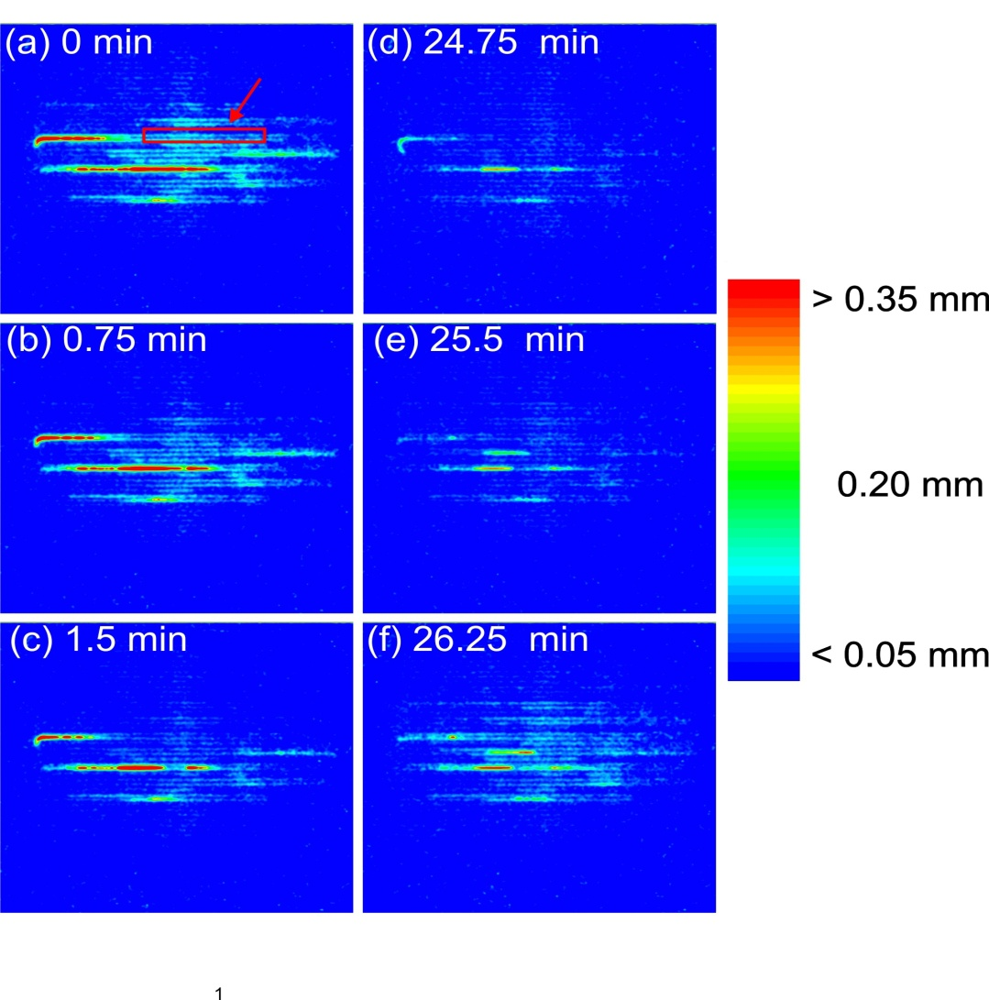 (a) 0 min
(d) 24.75 min
(b) 0.75 min
(e) 25.5 min
(c) 1.5 min
(f) 26.25 min
> 0.35 mm
0.20 mm
< 0.05 mm
1